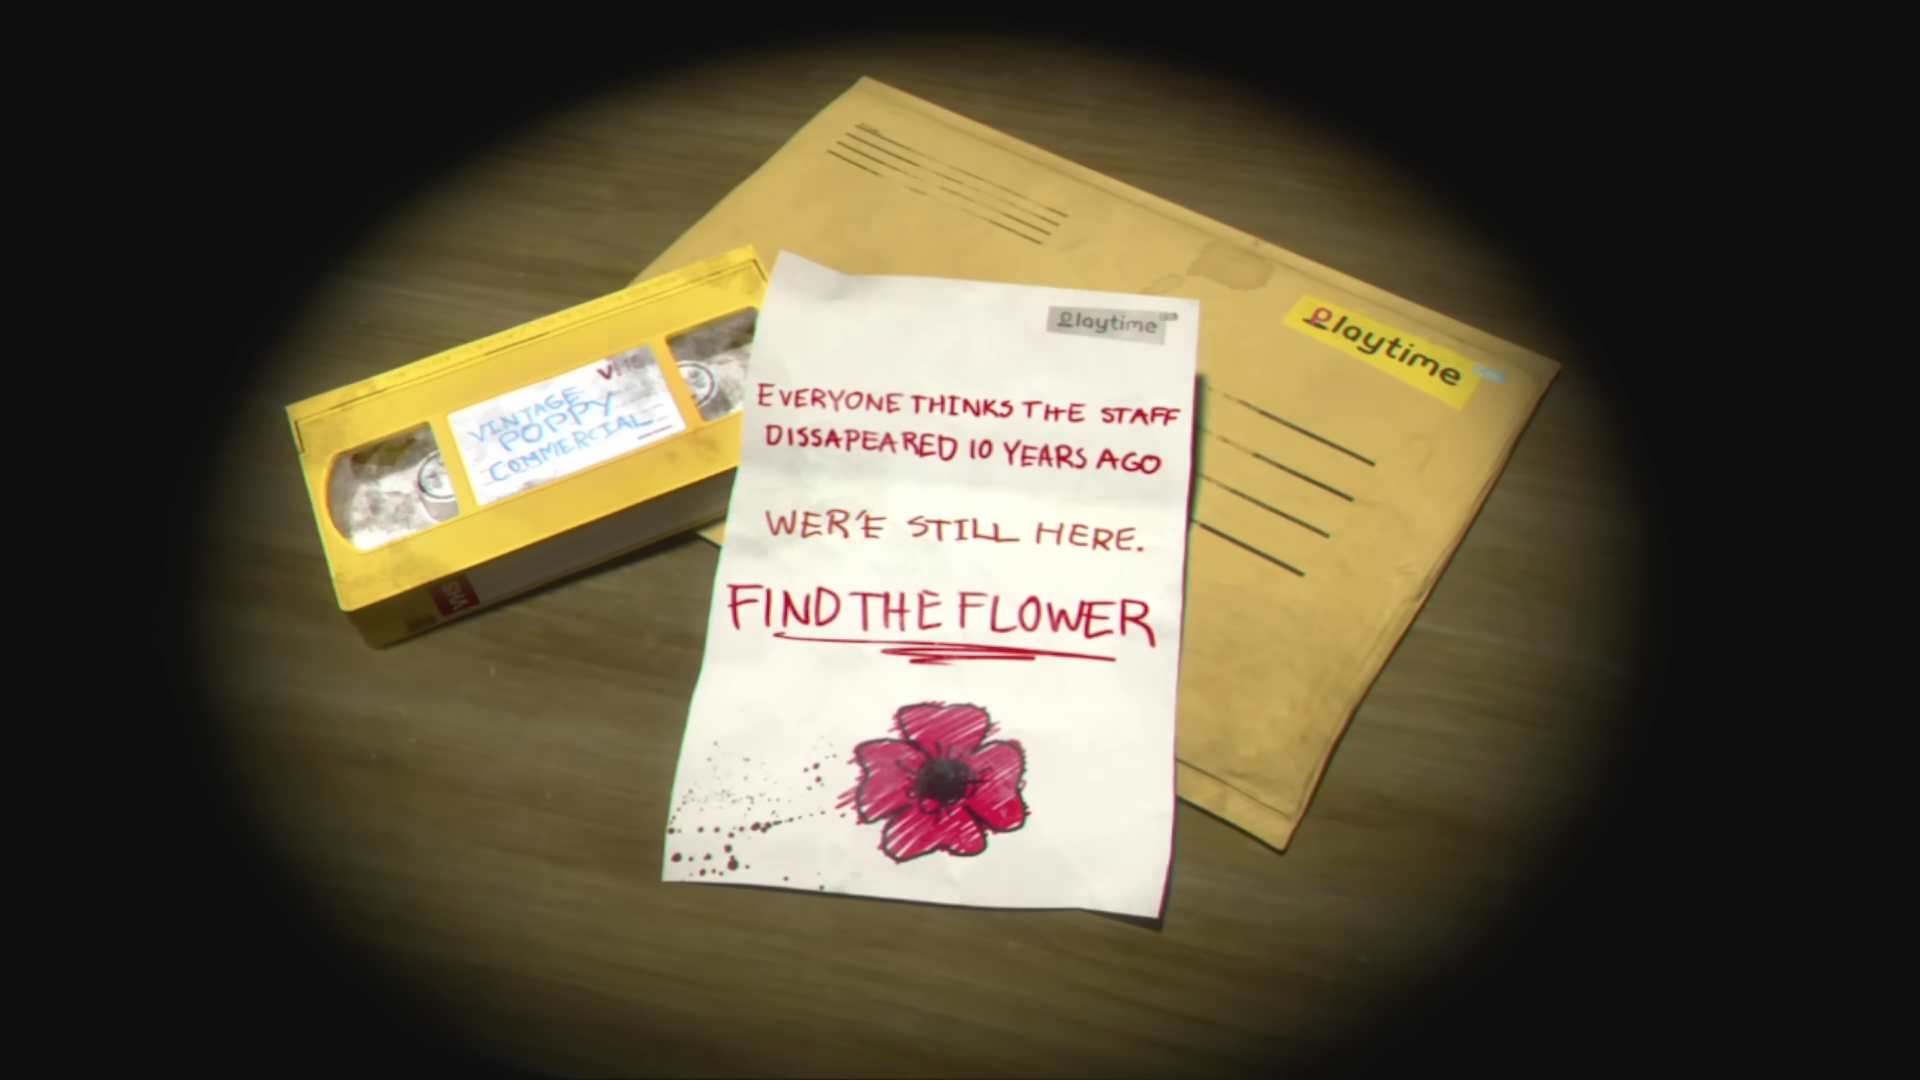 Playtime
Playtime
EVERYONE THINKS THE STAFF
DISSAPEARED 10 YEARS AGO
WER'E STILL HERE.
FIND THE FLOWER
VHS
VINTAGE
POPPY
COMMERCIAL
VHS